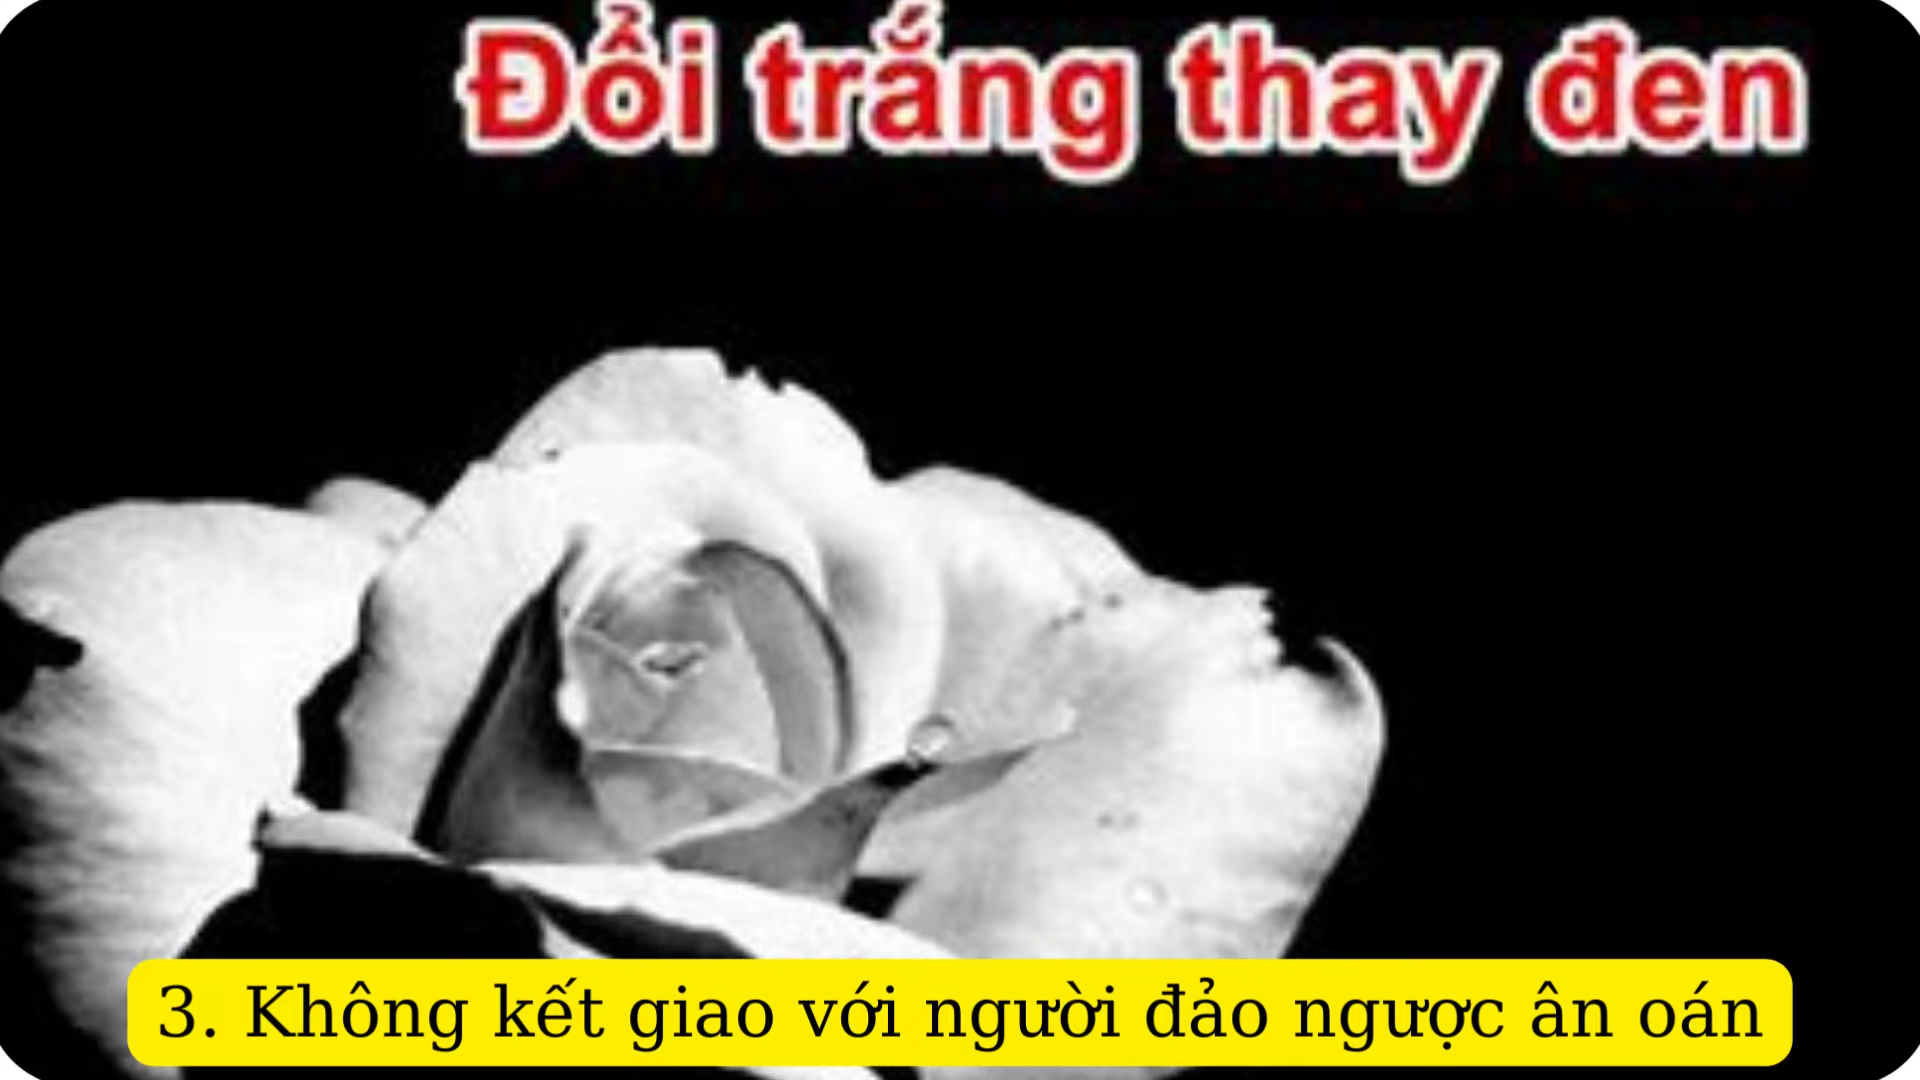 Đổi trắng thay đen
3. Không kết giao với người đảo ngược ân oán